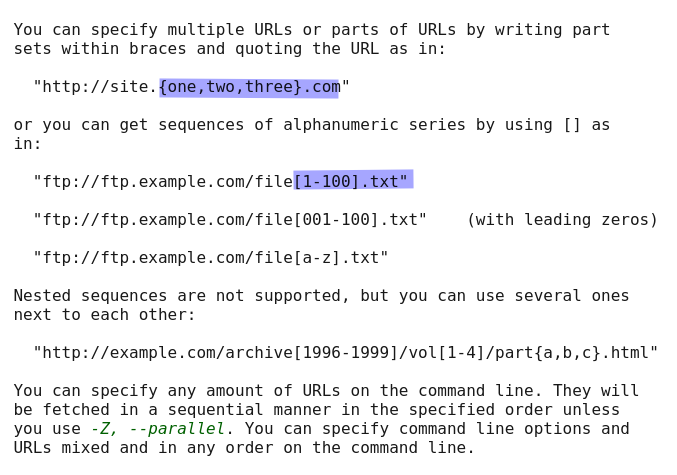 You can specify multiple URLs or parts of URLs by writing part
sets within braces and quoting the URL as in:
"http://site.{one,two,three}.com"
or you can get sequences of alphanumeric series by using [] as
in:
"ftp://ftp.example.com/file[1-100].txt"
"ftp://ftp.example.com/file[001-100].txt"    (with leading zeros)
"ftp://ftp.example.com/file[a-z].txt"
Nested sequences are not supported, but you can use several ones
next to each other:
"http://example.com/archive[1996-1999]/vol[1-4]/part{a,b,c}.html"
You can specify any amount of URLs on the command line. They will
be fetched in a sequential manner in the specified order unless
you use -Z, --parallel. You can specify command line options and
URLs mixed and in any order on the command line.